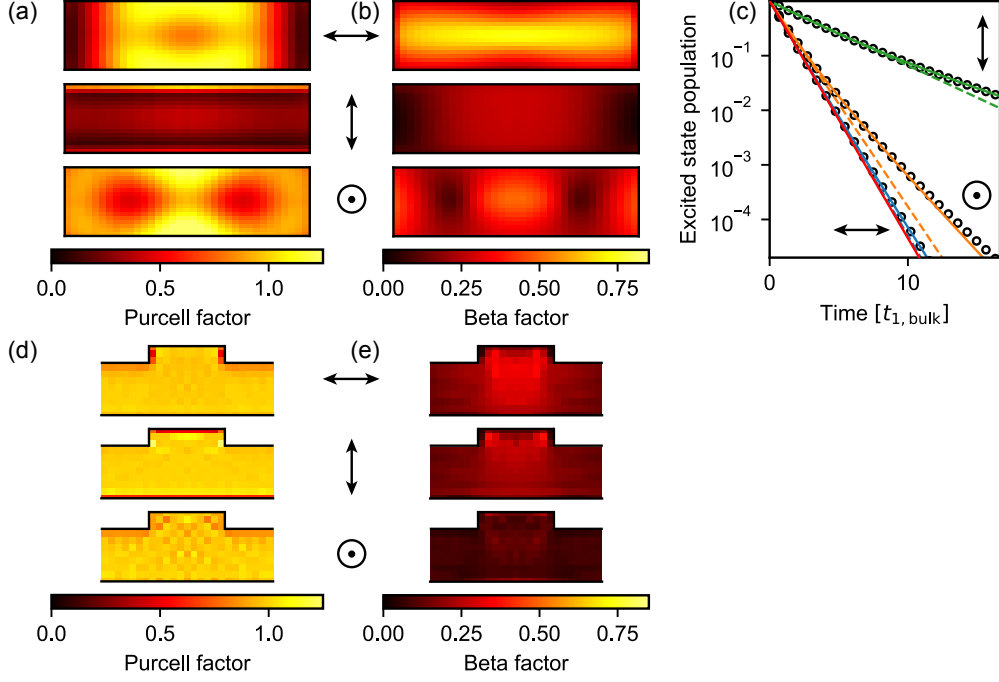 (a)
(b)
(c)
0.0 0.5 1.0
Purcell factor
0.00 0.25 0.50 0.75
Beta factor
Excited state population
10⁻¹
10⁻²
10⁻³
10⁻⁴
0 10
Time [t₁, bulk]
(d)
(e)
0.0 0.5 1.0
Purcell factor
0.00 0.25 0.50 0.75
Beta factor